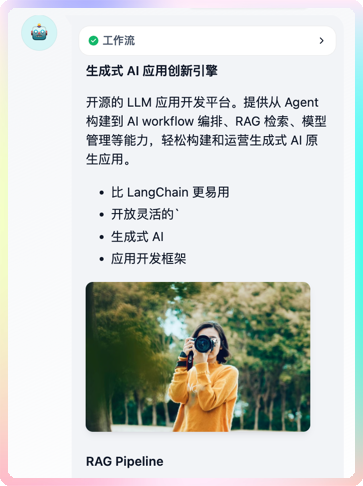 工作流
生成式 AI 应用创新引擎
开源的 LLM 应用开发平台。提供从 Agent
构建到 AI workflow 编排、RAG 检索、模型
管理等能力，轻松构建和运营生成式 AI 原
生应用。
• 比 LangChain 更易用
• 开放灵活的`
• 生成式 AI
• 应用开发框架
RAG Pipeline